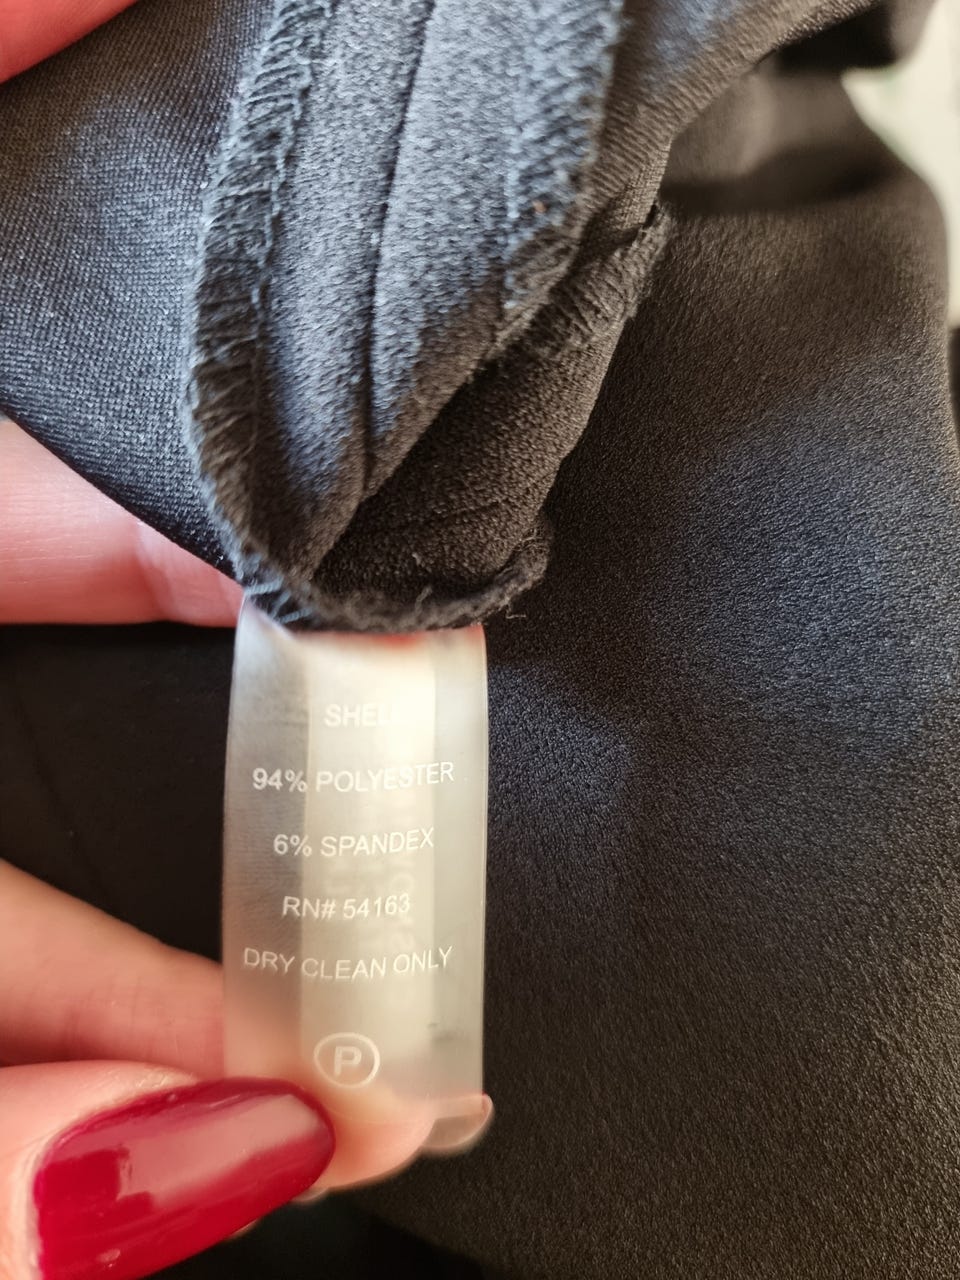 SHELL
94% POLYESTER
6% SPANDEX
RN# 54163
DRY CLEAN ONLY
P